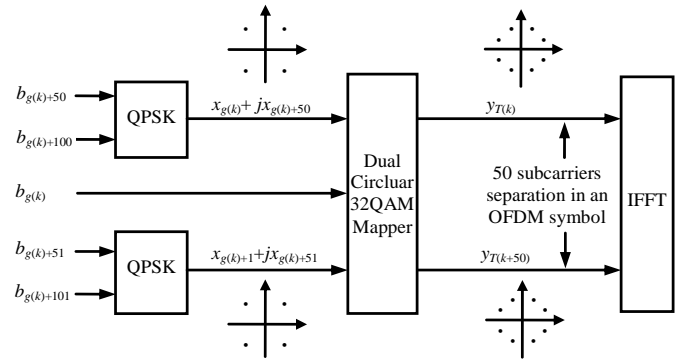 b_{g(k)+50}
b_{g(k)+100}
b_{g(k)}
b_{g(k)+51}
b_{g(k)+101}
QPSK
QPSK
x_{g(k)}+ jx_{g(k)+50}
x_{g(k)+1}+jx_{g(k)+51}
Dual
Circluar
32QAM
Mapper
y_{T(k)}
50 subcarriers
separation in an
OFDM symbol
y_{T(k+50)}
IFFT